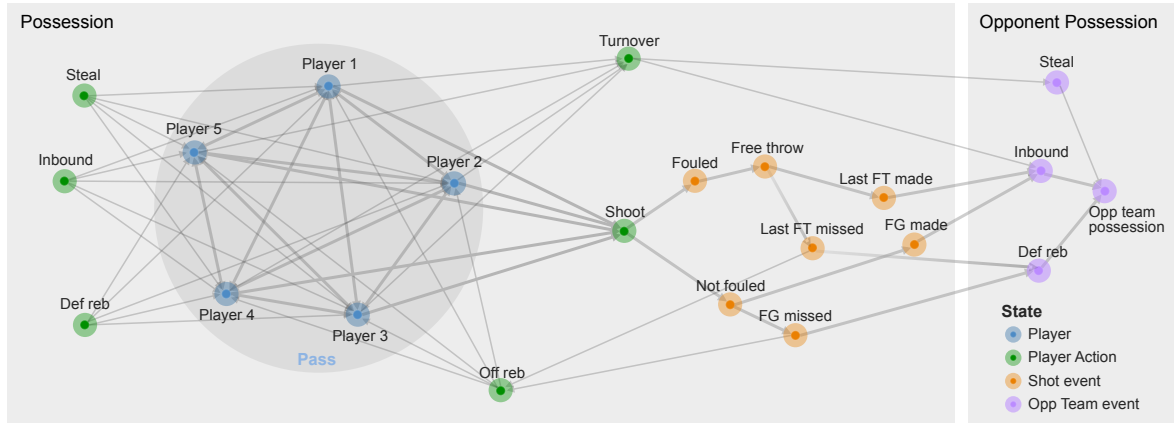 Possession
Opponent Possession
Turnover
Player 1
Steal
Steal
Player 5
Player 2
Inbound
Fouled
Free throw
Inbound
Last FT made
Shoot
Last FT missed
FG made
Opp team
possession
Def reb
Not fouled
Def reb
Player 4
Player 3
FG missed
Pass
Off reb
State
Player
Player Action
Shot event
Opp Team event